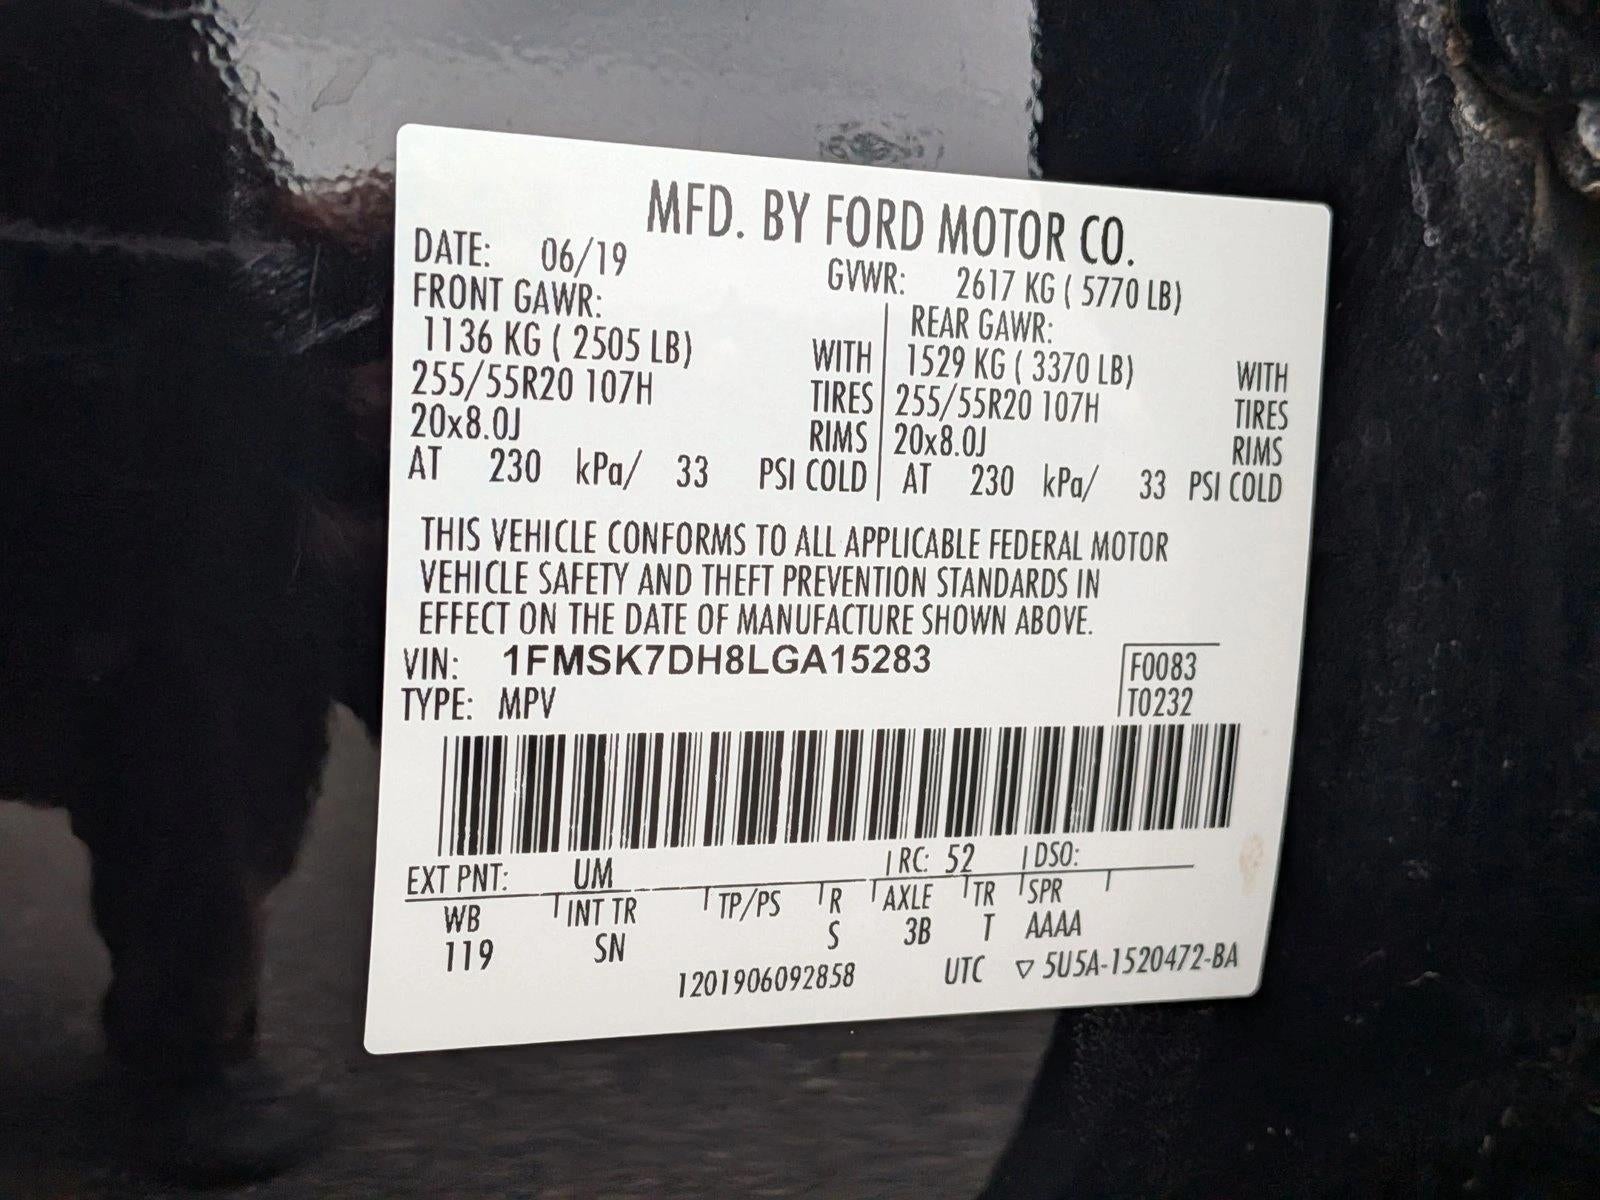 MFD. BY FORD MOTOR CO.
DATE: 06/19 GVWR: 2617 KG ( 5770 LB)
FRONT GAWR: REAR GAWR:
1136 KG ( 2505 LB) WITH 1529 KG ( 3370 LB) WITH
255/55R20 107H TIRES 255/55R20 107H TIRES
20x8.0J RIMS 20x8.0J RIMS
AT 230 kPa/ 33 PSI COLD AT 230 kPa/ 33 PSI COLD
THIS VEHICLE CONFORMS TO ALL APPLICABLE FEDERAL MOTOR
VEHICLE SAFETY AND THEFT PREVENTION STANDARDS IN
EFFECT ON THE DATE OF MANUFACTURE SHOWN ABOVE.
VIN: 1FMSK7DH8LGA15283 F0083
TYPE: MPV T0232
EXT PNT: UM RC: 52 DSO:
WB INT TR TP/PS R AXLE TR SPR
119 SN S 3B T AAAA
1201906092858 UTC ▽ 5U5A-1520472-BA